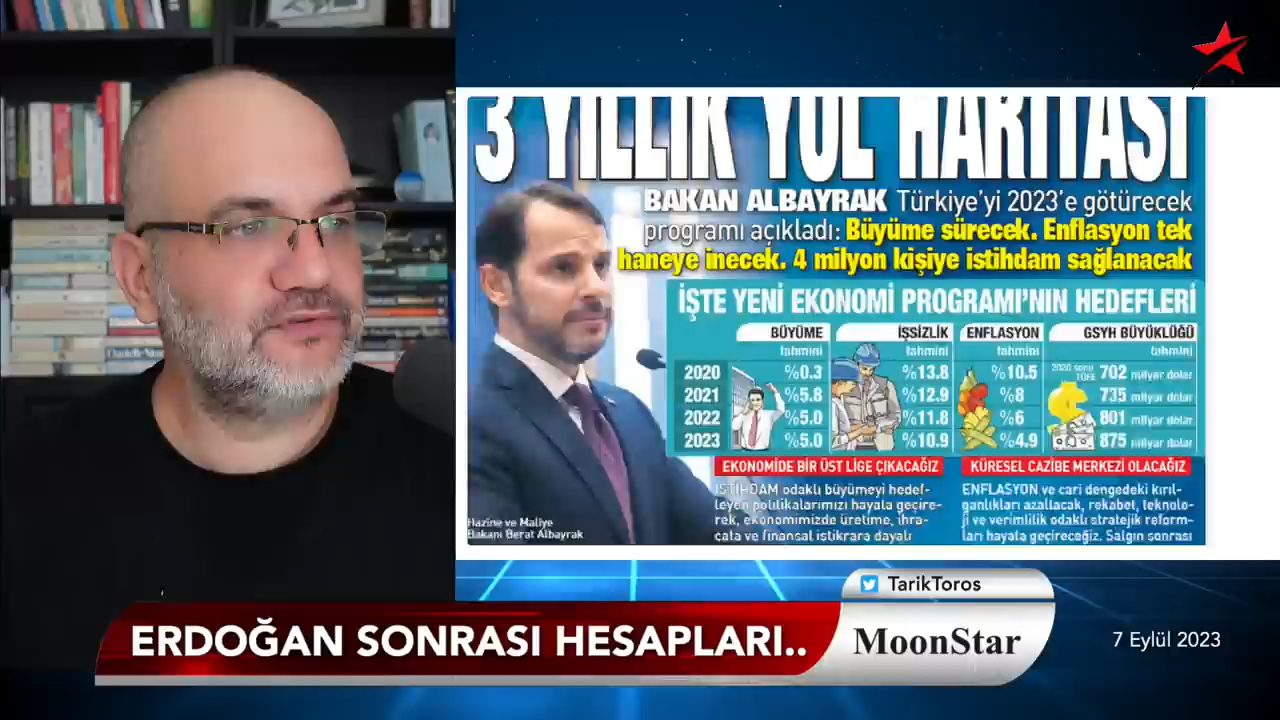 3 YILLIK YOL HARİTASI
BAKAN ALBAYRAK Türkiye'yi 2023'e götürecek
programı açıkladı: Büyüme sürecek. Enflasyon tek
haneye inecek. 4 milyon kişiye istihdam sağlanacak
İŞTE YENİ EKONOMİ PROGRAMI'NIN HEDEFLERİ
BÜYÜME İŞSİZLİK ENFLASYON GSYH BÜYÜKLÜĞÜ
tahmini tahmini tahmini tahmini
2020 %0.3 %13.8 %10.5 2020 sonu TÜFE 702 milyar dolar
2021 %5.8 %12.9 %8 735 milyar dolar
2022 %5.0 %11.8 %6 801 milyar dolar
2023 %5.0 %10.9 %4.9 875 milyar dolar
EKONOMİDE BİR ÜST LİGE ÇIKACAĞIZ
İSTİHDAM odaklı büyümeyi hedef-
leyen politikalarımızı hayata geçire-
rek, ekonomimizde üretime, ihra-
cata ve finansal istikrara dayalı
KÜRESEL CAZİBE MERKEZİ OLACAĞIZ
ENFLASYON ve cari dengedeki kırıl-
ganlıkları azaltacak, rekabet, teknolo-
ji ve verimlilik odaklı stratejik reform-
ları hayata geçireceğiz. Salgın sonrası
Hazine ve Maliye
Bakanı Berat Albayrak
TarikToros
ERDOĞAN SONRASI HESAPLARI..
MoonStar
7 Eylül 2023